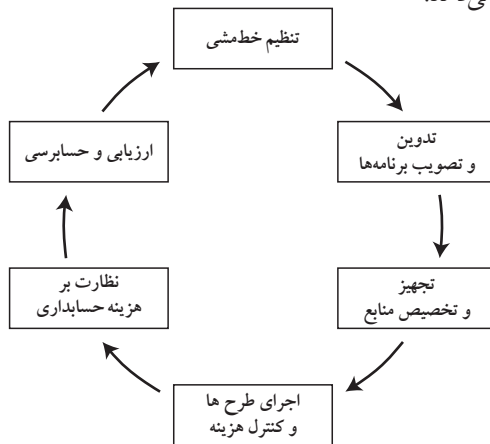 تنظیم خط‌مشی
تدوین
و تصویب برنامه‌ها
تجهیز
و تخصیص منابع
اجرای طرح ها
و کنترل هزینه
نظارت بر
هزینه حسابداری
ارزیابی و حسابرسی